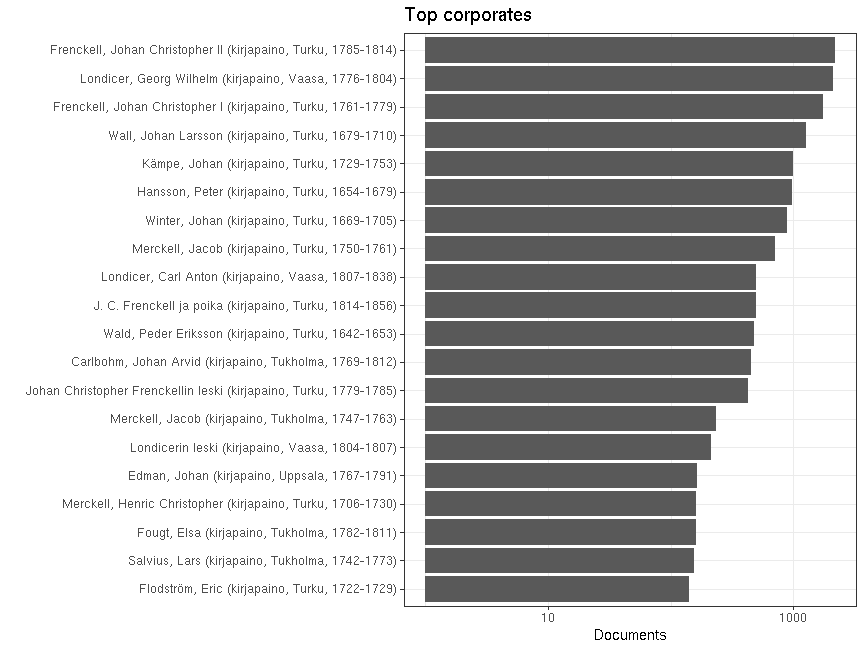 Top corporates
Frenckell, Johan Christopher II (kirjapaino, Turku, 1785-1814)
Londicer, Georg Wilhelm (kirjapaino, Vaasa, 1776-1804)
Frenckell, Johan Christopher I (kirjapaino, Turku, 1761-1779)
Wall, Johan Larsson (kirjapaino, Turku, 1679-1710)
Kämpe, Johan (kirjapaino, Turku, 1729-1753)
Hansson, Peter (kirjapaino, Turku, 1654-1679)
Winter, Johan (kirjapaino, Turku, 1669-1705)
Merckell, Jacob (kirjapaino, Turku, 1750-1761)
Londicer, Carl Anton (kirjapaino, Vaasa, 1807-1838)
J. C. Frenckell ja poika (kirjapaino, Turku, 1814-1856)
Wald, Peder Eriksson (kirjapaino, Turku, 1642-1653)
Carlbohm, Johan Arvid (kirjapaino, Tukholma, 1769-1812)
Johan Christopher Frenckellin leski (kirjapaino, Turku, 1779-1785)
Merckell, Jacob (kirjapaino, Tukholma, 1747-1763)
Londicerin leski (kirjapaino, Vaasa, 1804-1807)
Edman, Johan (kirjapaino, Uppsala, 1767-1791)
Merckell, Henric Christopher (kirjapaino, Turku, 1706-1730)
Fougt, Elsa (kirjapaino, Tukholma, 1782-1811)
Salvius, Lars (kirjapaino, Tukholma, 1742-1773)
Flodström, Eric (kirjapaino, Turku, 1722-1729)
10 1000
Documents